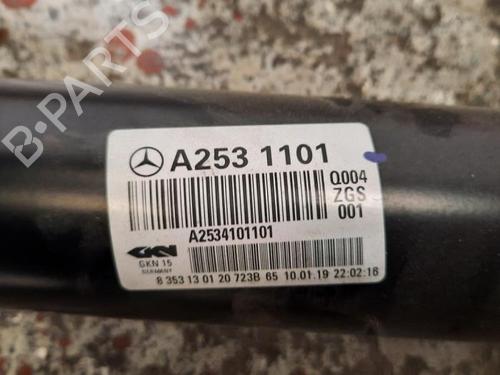 B-PARTS
A253 1101
Q004
ZGS
001
A2534101101
GKN
GKN 15
GERMANY
8 353 13 01 20 723B 65 10.01.19 22:02:16